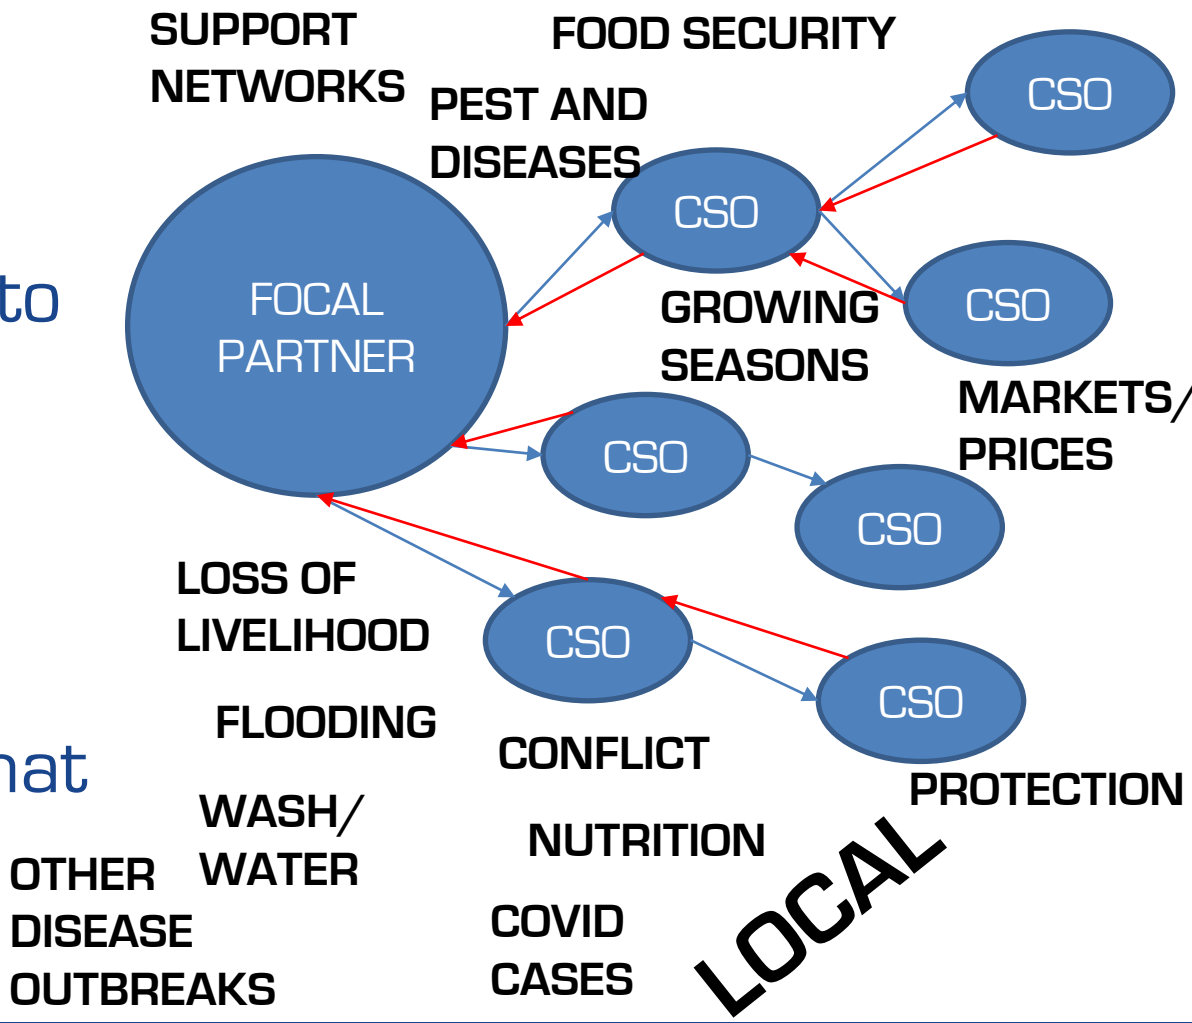 SUPPORT
NETWORKS
FOOD SECURITY
PEST AND
DISEASES
CSO
CSO
to
FOCAL
PARTNER
GROWING
SEASONS
CSO
MARKETS/
PRICES
CSO
CSO
LOSS OF
LIVELIHOOD
CSO
CSO
FLOODING
CONFLICT
hat
PROTECTION
WASH/
WATER
NUTRITION
LOCAL
OTHER
DISEASE
OUTBREAKS
COVID
CASES